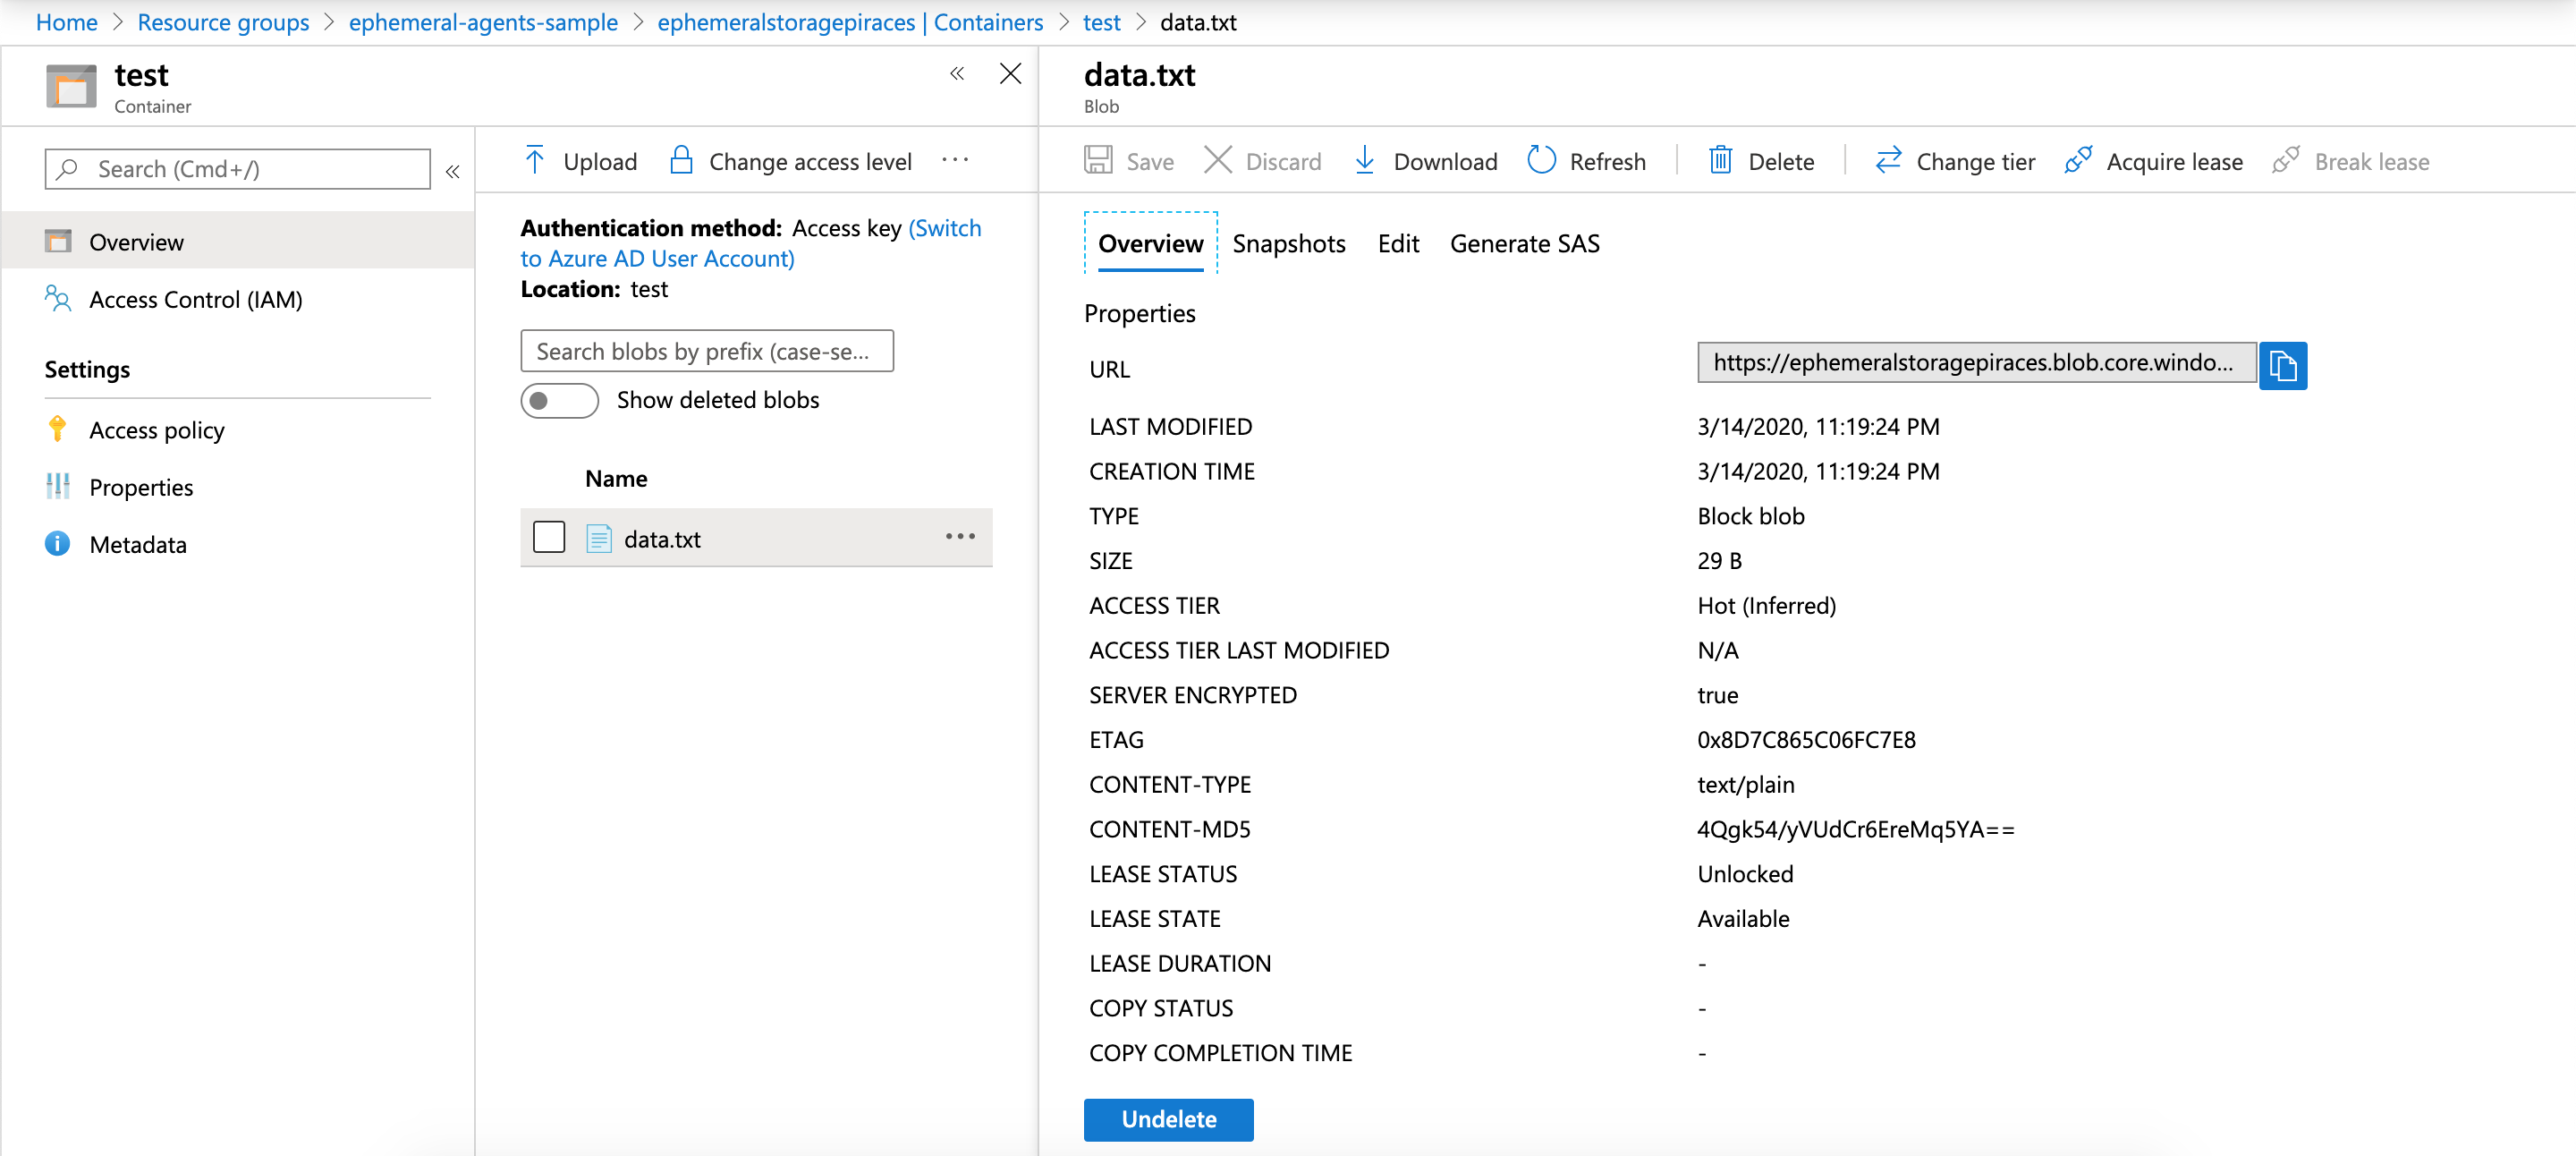 Home > Resource groups > ephemeral-agents-sample > ephemeralstoragepiraces | Containers > test > data.txt
test
Container
Search (Cmd+/)
Overview
Access Control (IAM)
Settings
Access policy
Properties
Metadata
Upload Change access level ...
Authentication method: Access key (Switch
to Azure AD User Account)
Location: test
Search blobs by prefix (case-se...
Show deleted blobs
Name
data.txt
data.txt
Blob
Save Discard Download Refresh Delete Change tier Acquire lease Break lease
Overview Snapshots Edit Generate SAS
Properties
URL https://ephemeralstoragepiraces.blob.core.windo...
LAST MODIFIED 3/14/2020, 11:19:24 PM
CREATION TIME 3/14/2020, 11:19:24 PM
TYPE Block blob
SIZE 29 B
ACCESS TIER Hot (Inferred)
ACCESS TIER LAST MODIFIED N/A
SERVER ENCRYPTED true
ETAG 0x8D7C865C06FC7E8
CONTENT-TYPE text/plain
CONTENT-MD5 4Qgk54/yVUdCr6EreMq5YA==
LEASE STATUS Unlocked
LEASE STATE Available
LEASE DURATION -
COPY STATUS -
COPY COMPLETION TIME -
Undelete